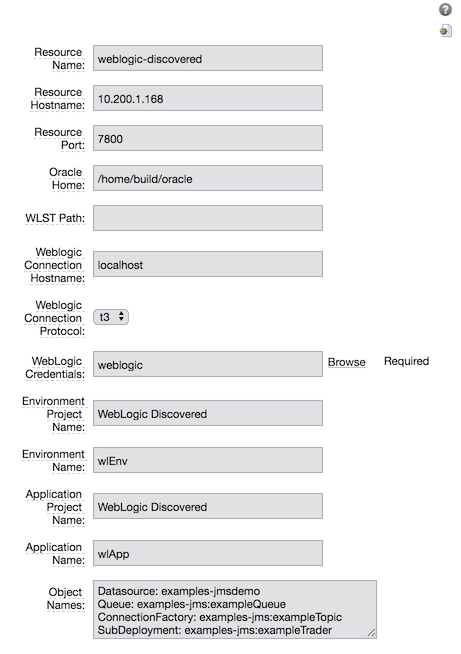 ?
Resource
Name:
weblogic-discovered
Resource
Hostname:
10.200.1.168
Resource
Port:
7800
Oracle
Home:
/home/build/oracle
WLST Path:
Weblogic
Connection
Hostname:
localhost
Weblogic
Connection
Protocol:
t3
WebLogic
Credentials:
weblogic
Browse
Required
Environment
Project
Name:
WebLogic Discovered
Environment
Name:
wlEnv
Application
Project
Name:
WebLogic Discovered
Application
Name:
wlApp
Object
Names:
Datasource: examples-jmsdemo
Queue: examples-jms:exampleQueue
ConnectionFactory: examples-jms:exampleTopic
SubDeployment: examples-jms:exampleTrader